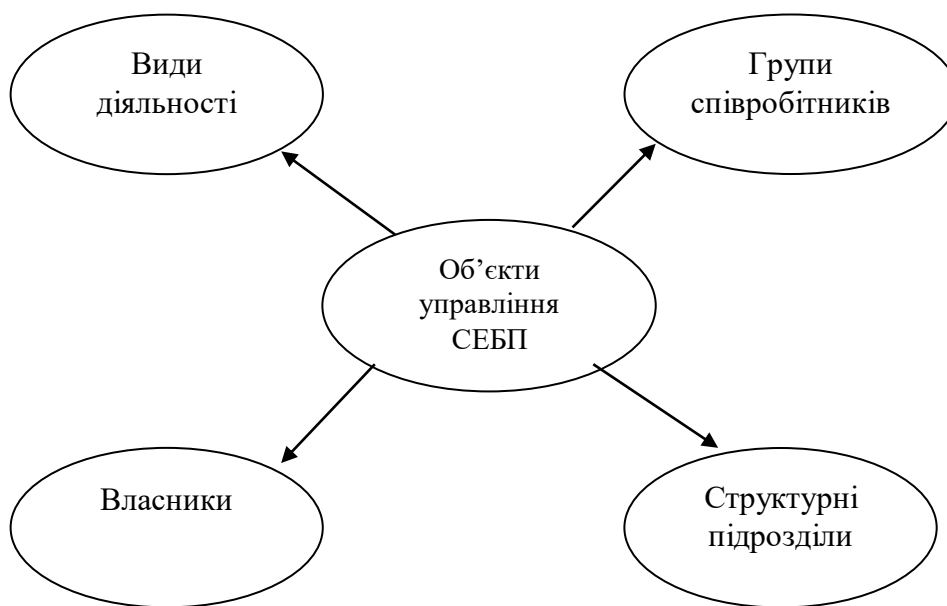 Види
діяльності
Групи
співробітників
Об’єкти
управління
СЕБП
Власники
Структурні
підрозділи